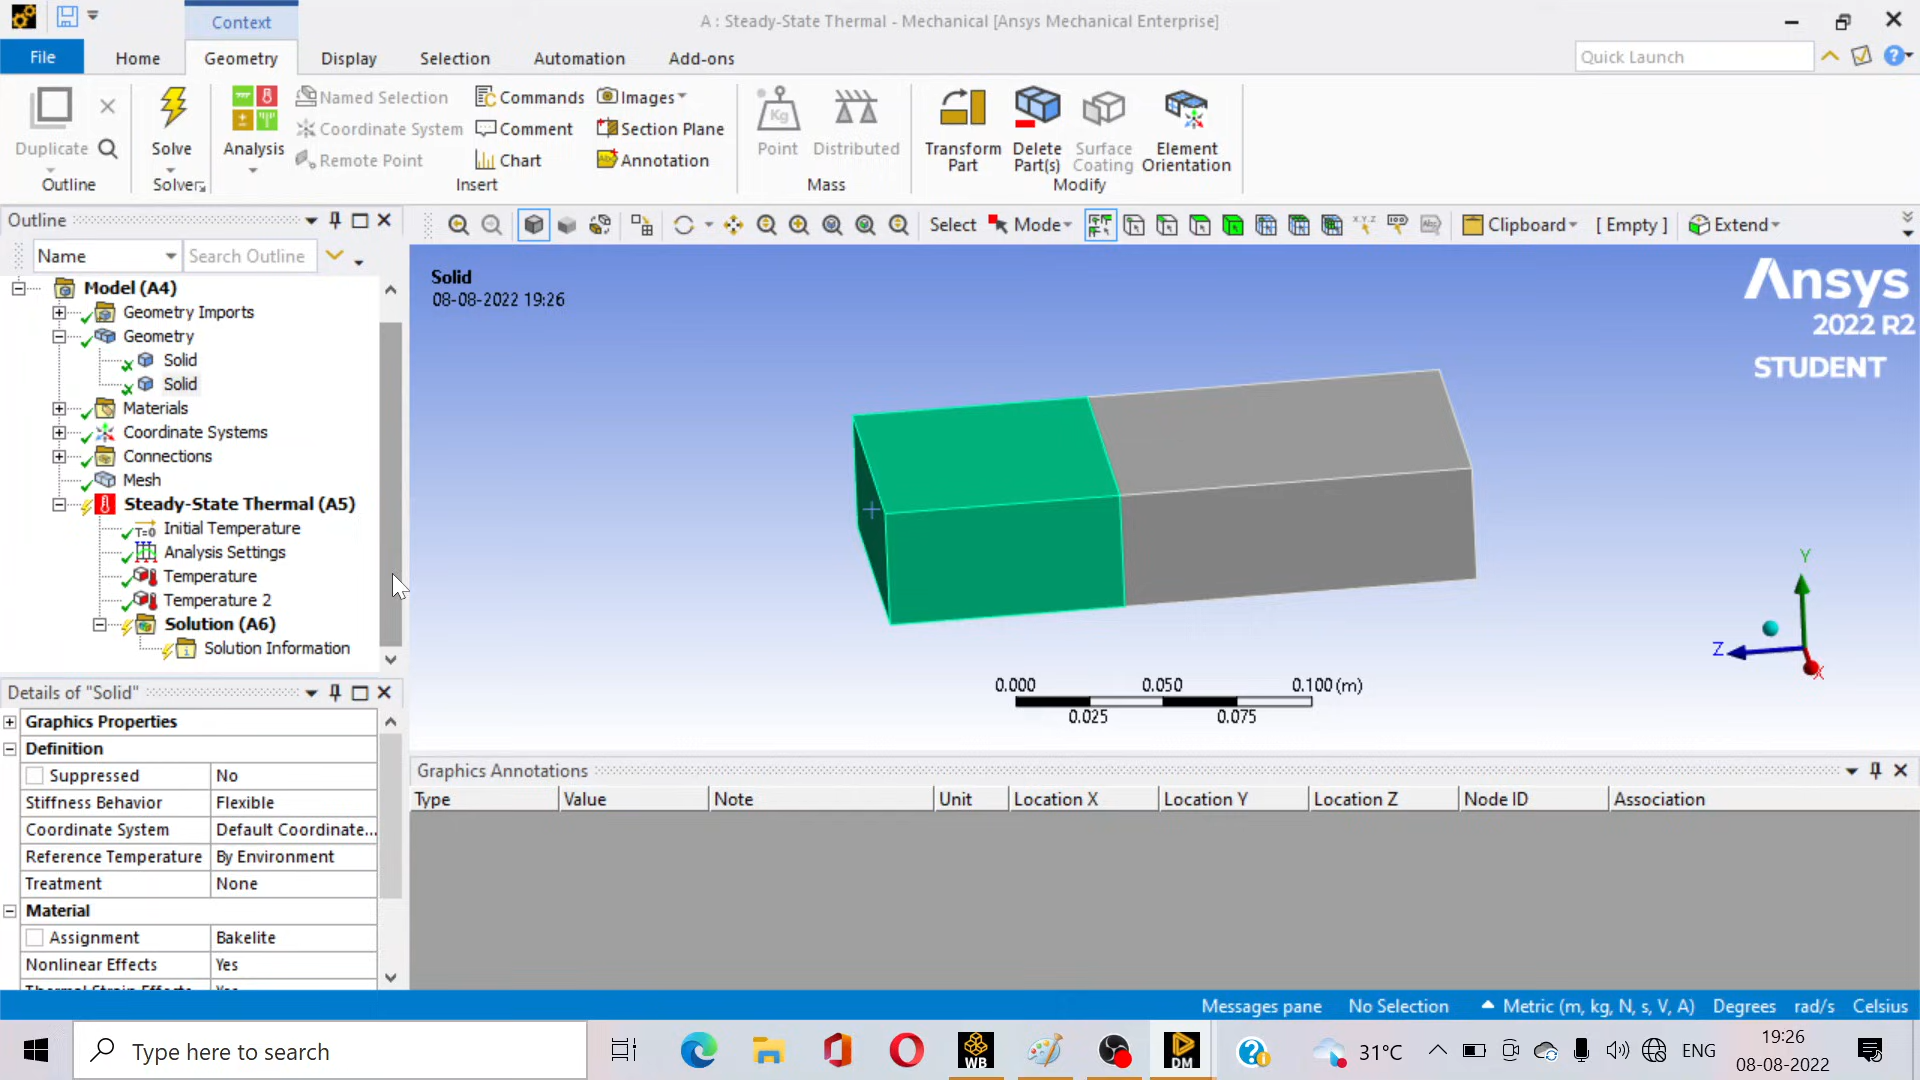 Context
A : Steady-State Thermal - Mechanical [Ansys Mechanical Enterprise]
File
Home
Geometry
Display
Selection
Automation
Add-ons
Quick Launch
Duplicate
Outline
Solve
Solver
Analysis
Named Selection
Coordinate System
Remote Point
Commands
Comment
Chart
Images
Section Plane
Annotation
Insert
Kg
Point
Distributed
Mass
Transform Part
Delete Part(s)
Surface Coating
Element Orientation
Modify
Outline
Select
Mode
Clipboard
[ Empty ]
Extend
Name
Search Outline
Model (A4)
Geometry Imports
Geometry
Solid
Solid
Materials
Coordinate Systems
Connections
Mesh
Steady-State Thermal (A5)
T=0 Initial Temperature
Analysis Settings
Temperature
Temperature 2
Solution (A6)
Solution Information
Solid
08-08-2022 19:26
Ansys
2022 R2
STUDENT
Y
Z
X
0.000
0.050
0.100 (m)
0.025
0.075
Details of "Solid"
Graphics Properties
Definition
Suppressed No
Stiffness Behavior Flexible
Coordinate System Default Coordinate...
Reference Temperature By Environment
Treatment None
Material
Assignment Bakelite
Nonlinear Effects Yes
Thermal Strain Effects Yes
Graphics Annotations
Type Value Note Unit Location X Location Y Location Z Node ID Association
Messages pane No Selection Metric (m, kg, N, s, V, A) Degrees rad/s Celsius
Type here to search
WB
DM
31°C
ENG
19:26
08-08-2022